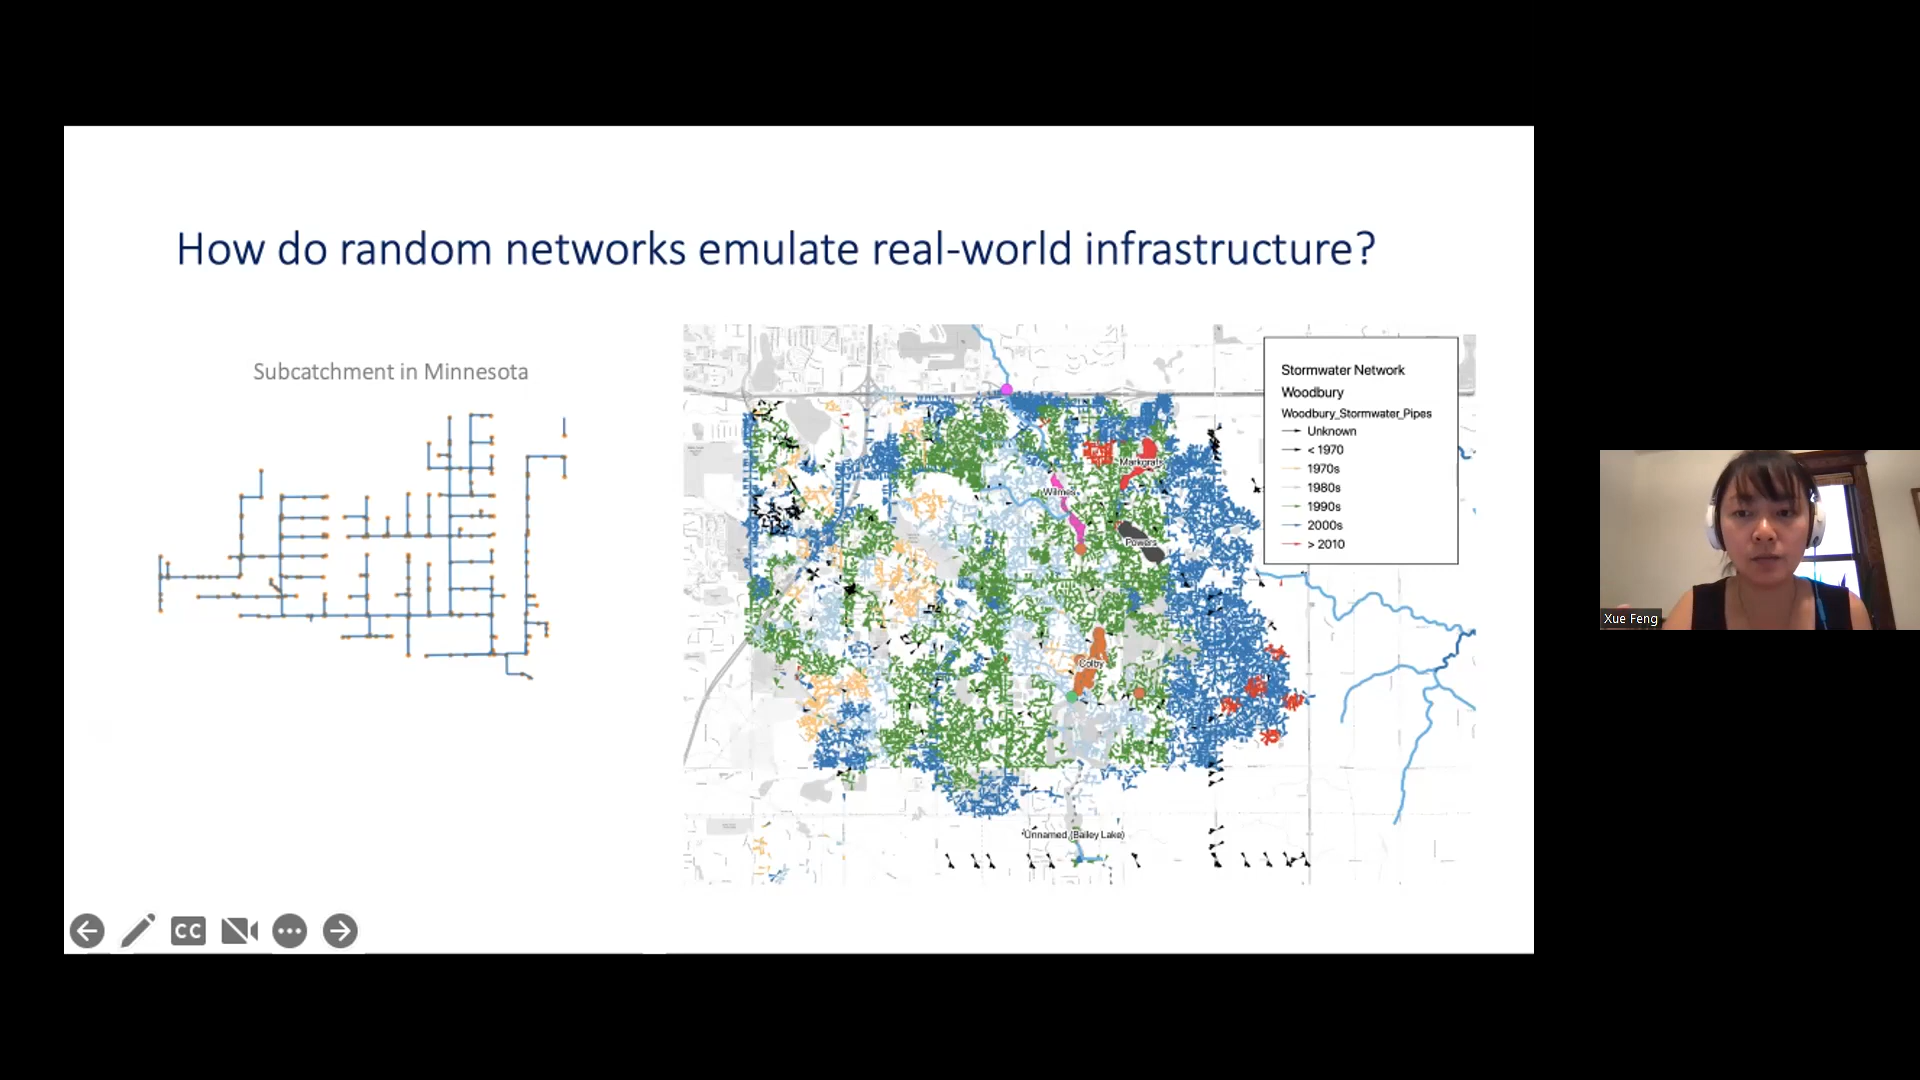 How do random networks emulate real-world infrastructure?
Subcatchment in Minnesota
Stormwater Network
Woodbury
Woodbury_Stormwater_Pipes
Unknown
< 1970
1970s
1980s
1990s
2000s
> 2010
Markgrafs
Wilmes
Powers
Colby
*Unnamed (Bailey Lake)
CC
Xue Feng